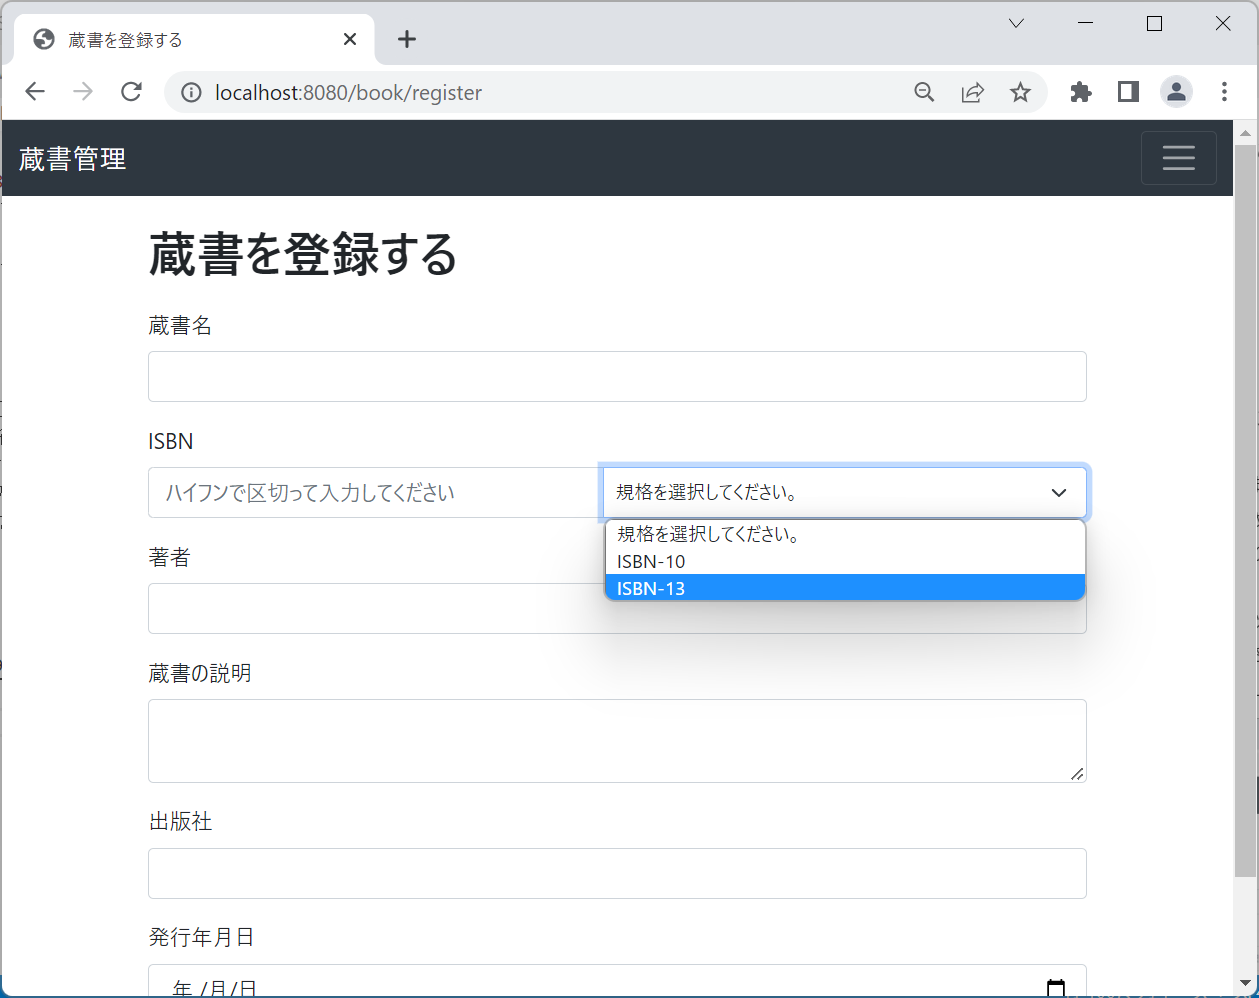 蔵書を登録する
localhost:8080/book/register
蔵書管理
蔵書を登録する
蔵書名
ISBN
ハイフンで区切って入力してください
規格を選択してください。
規格を選択してください。
ISBN-10
ISBN-13
著者
蔵書の説明
出版社
発行年月日
年 /月/日